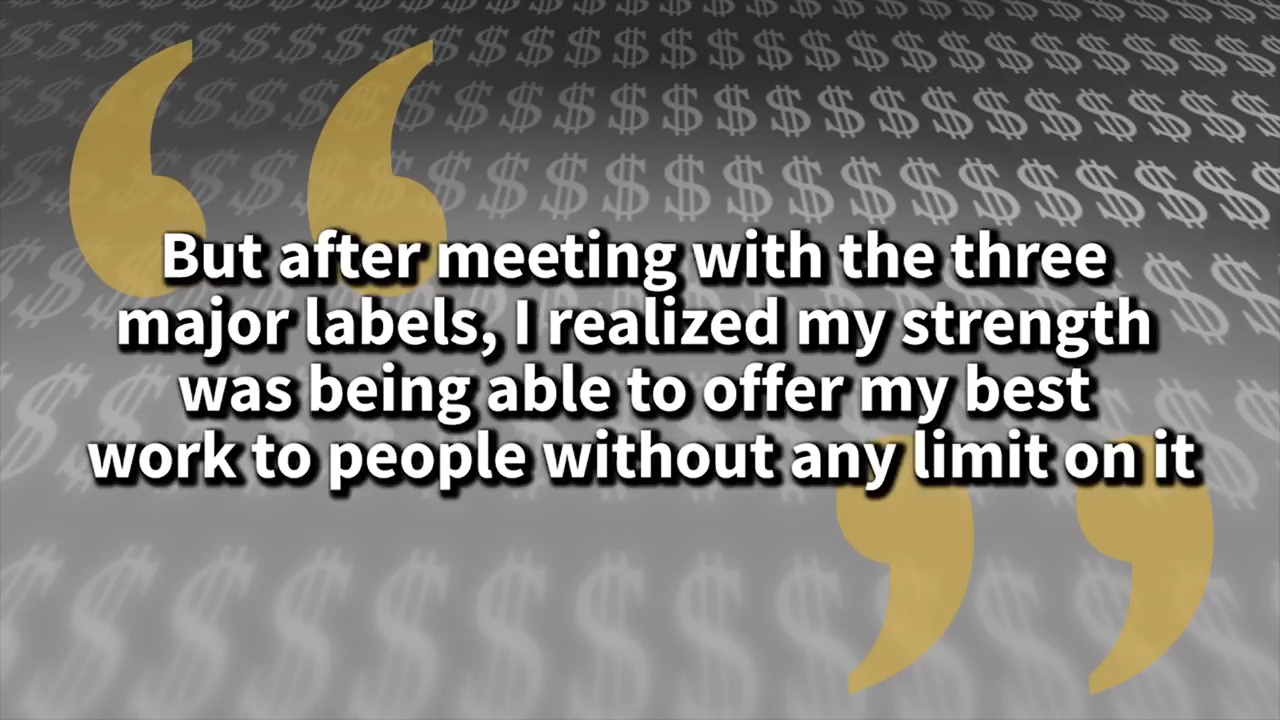 But after meeting with the three
major labels, I realized my strength
was being able to offer my best
work to people without any limit on it